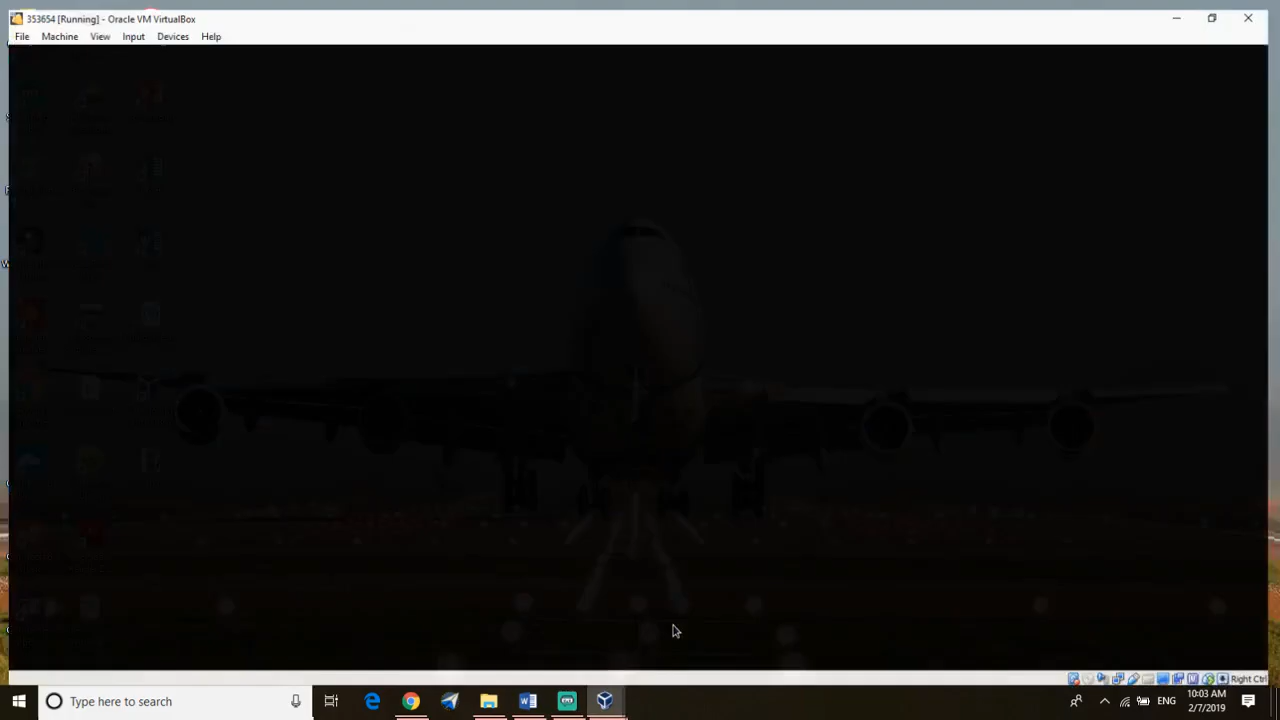 353654 [Running] - Oracle VM VirtualBox
File Machine View Input Devices Help
Right Ctrl
Type here to search
ENG
10:03 AM
2/7/2019